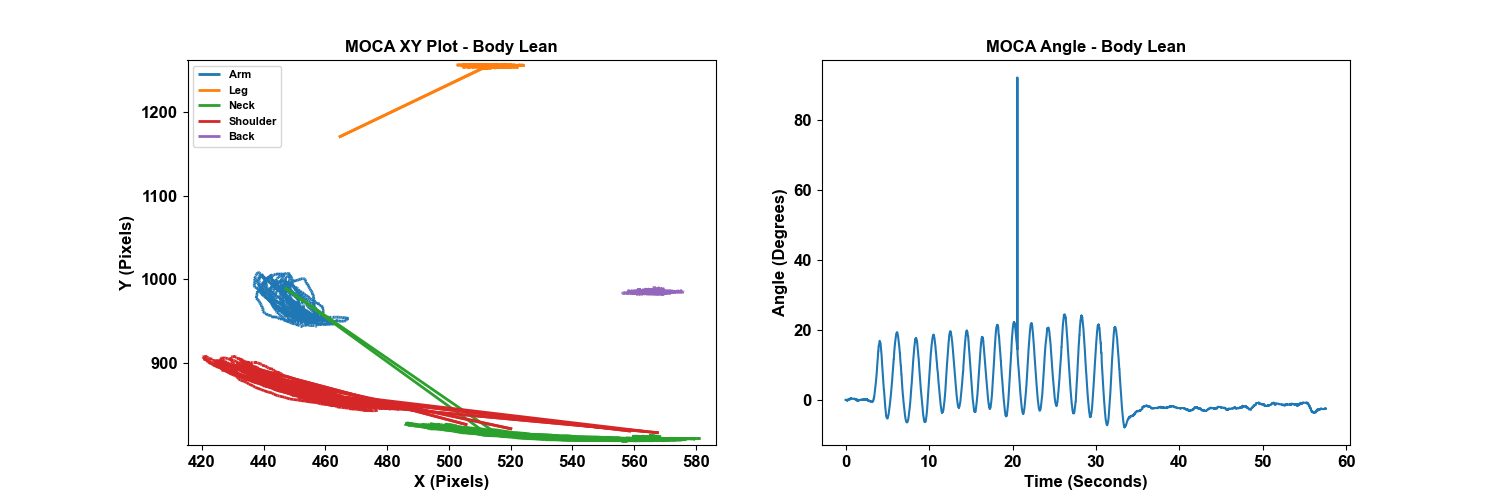 MOCA XY Plot - Body Lean
Arm
Leg
Neck
Shoulder
Back
1200
1100
1000
900
Y (Pixels)
420 440 460 480 500 520 540 560 580
X (Pixels)
MOCA Angle - Body Lean
80
60
40
20
0
Angle (Degrees)
0 10 20 30 40 50 60
Time (Seconds)